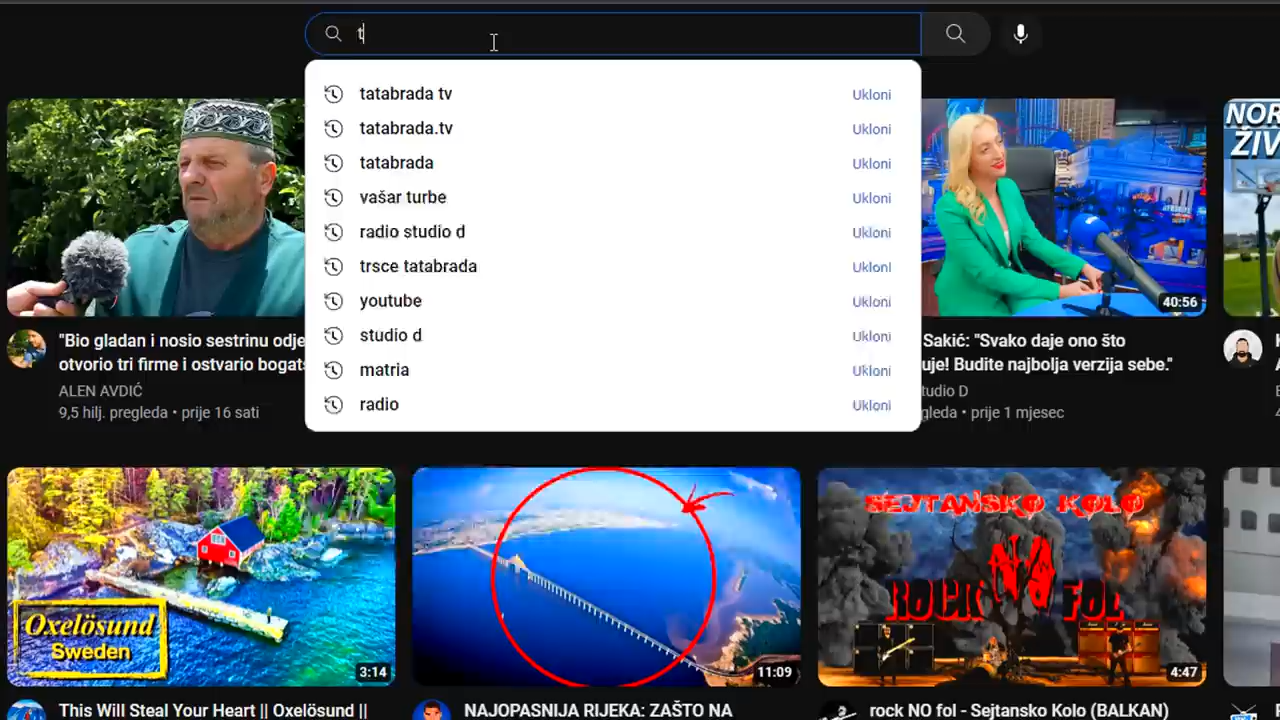 t
tatabrada tv Ukloni
tatabrada.tv Ukloni
tatabrada Ukloni
vašar turbe Ukloni
radio studio d Ukloni
trsce tatabrada Ukloni
youtube Ukloni
studio d Ukloni
matria Ukloni
radio Ukloni
40:56
NOR
ŽIV
"Bio gladan i nosio sestrinu odje
otvorio tri firme i ostvario bogats
ALEN AVDIĆ
9,5 hilj. pregleda • prije 16 sati
Sakić: "Svako daje ono što
uje! Budite najbolja verzija sebe."
tudio D
gleda • prije 1 mjesec
Oxelösund
Sweden
3:14
11:09
SEJTANSKO KOLO
ROCK NO FOL
4:47
This Will Steal Your Heart || Oxelösund ||
NAJOPASNIJA RIJEKA: ZAŠTO NA
rock NO fol - Sejtansko Kolo (BALKAN)